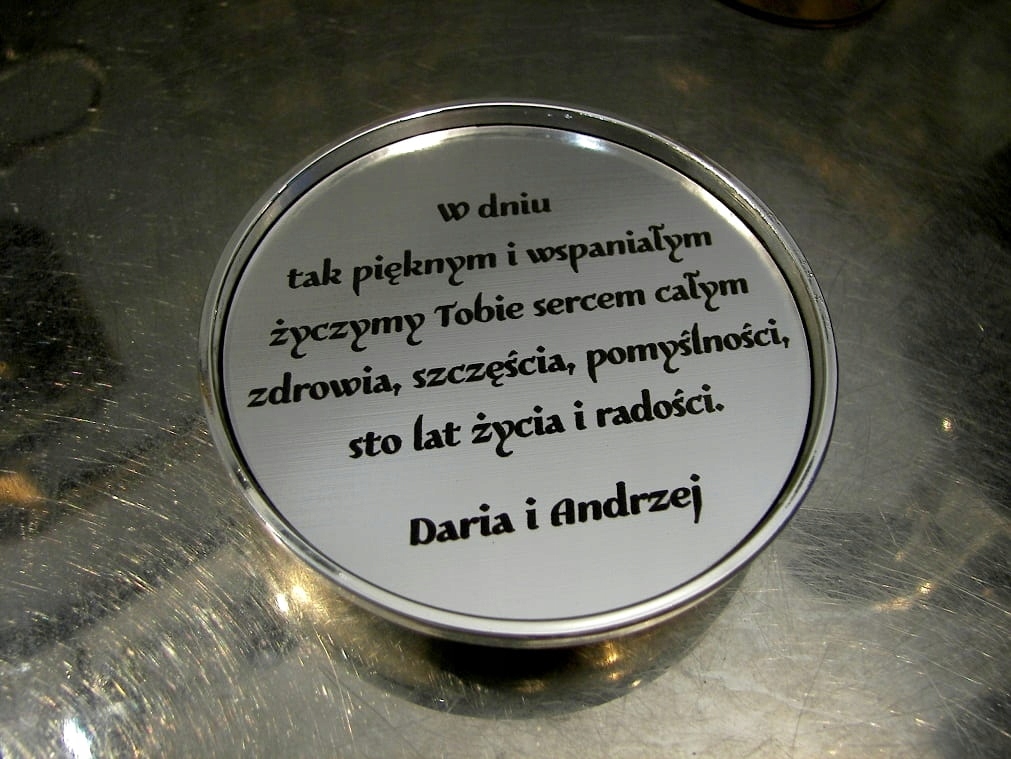 W dniu
tak pięknym i wspaniałym
życzymy Tobie sercem całym
zdrowia, szczęścia, pomyślności,
sto lat życia i radości.
Daria i Andrzej